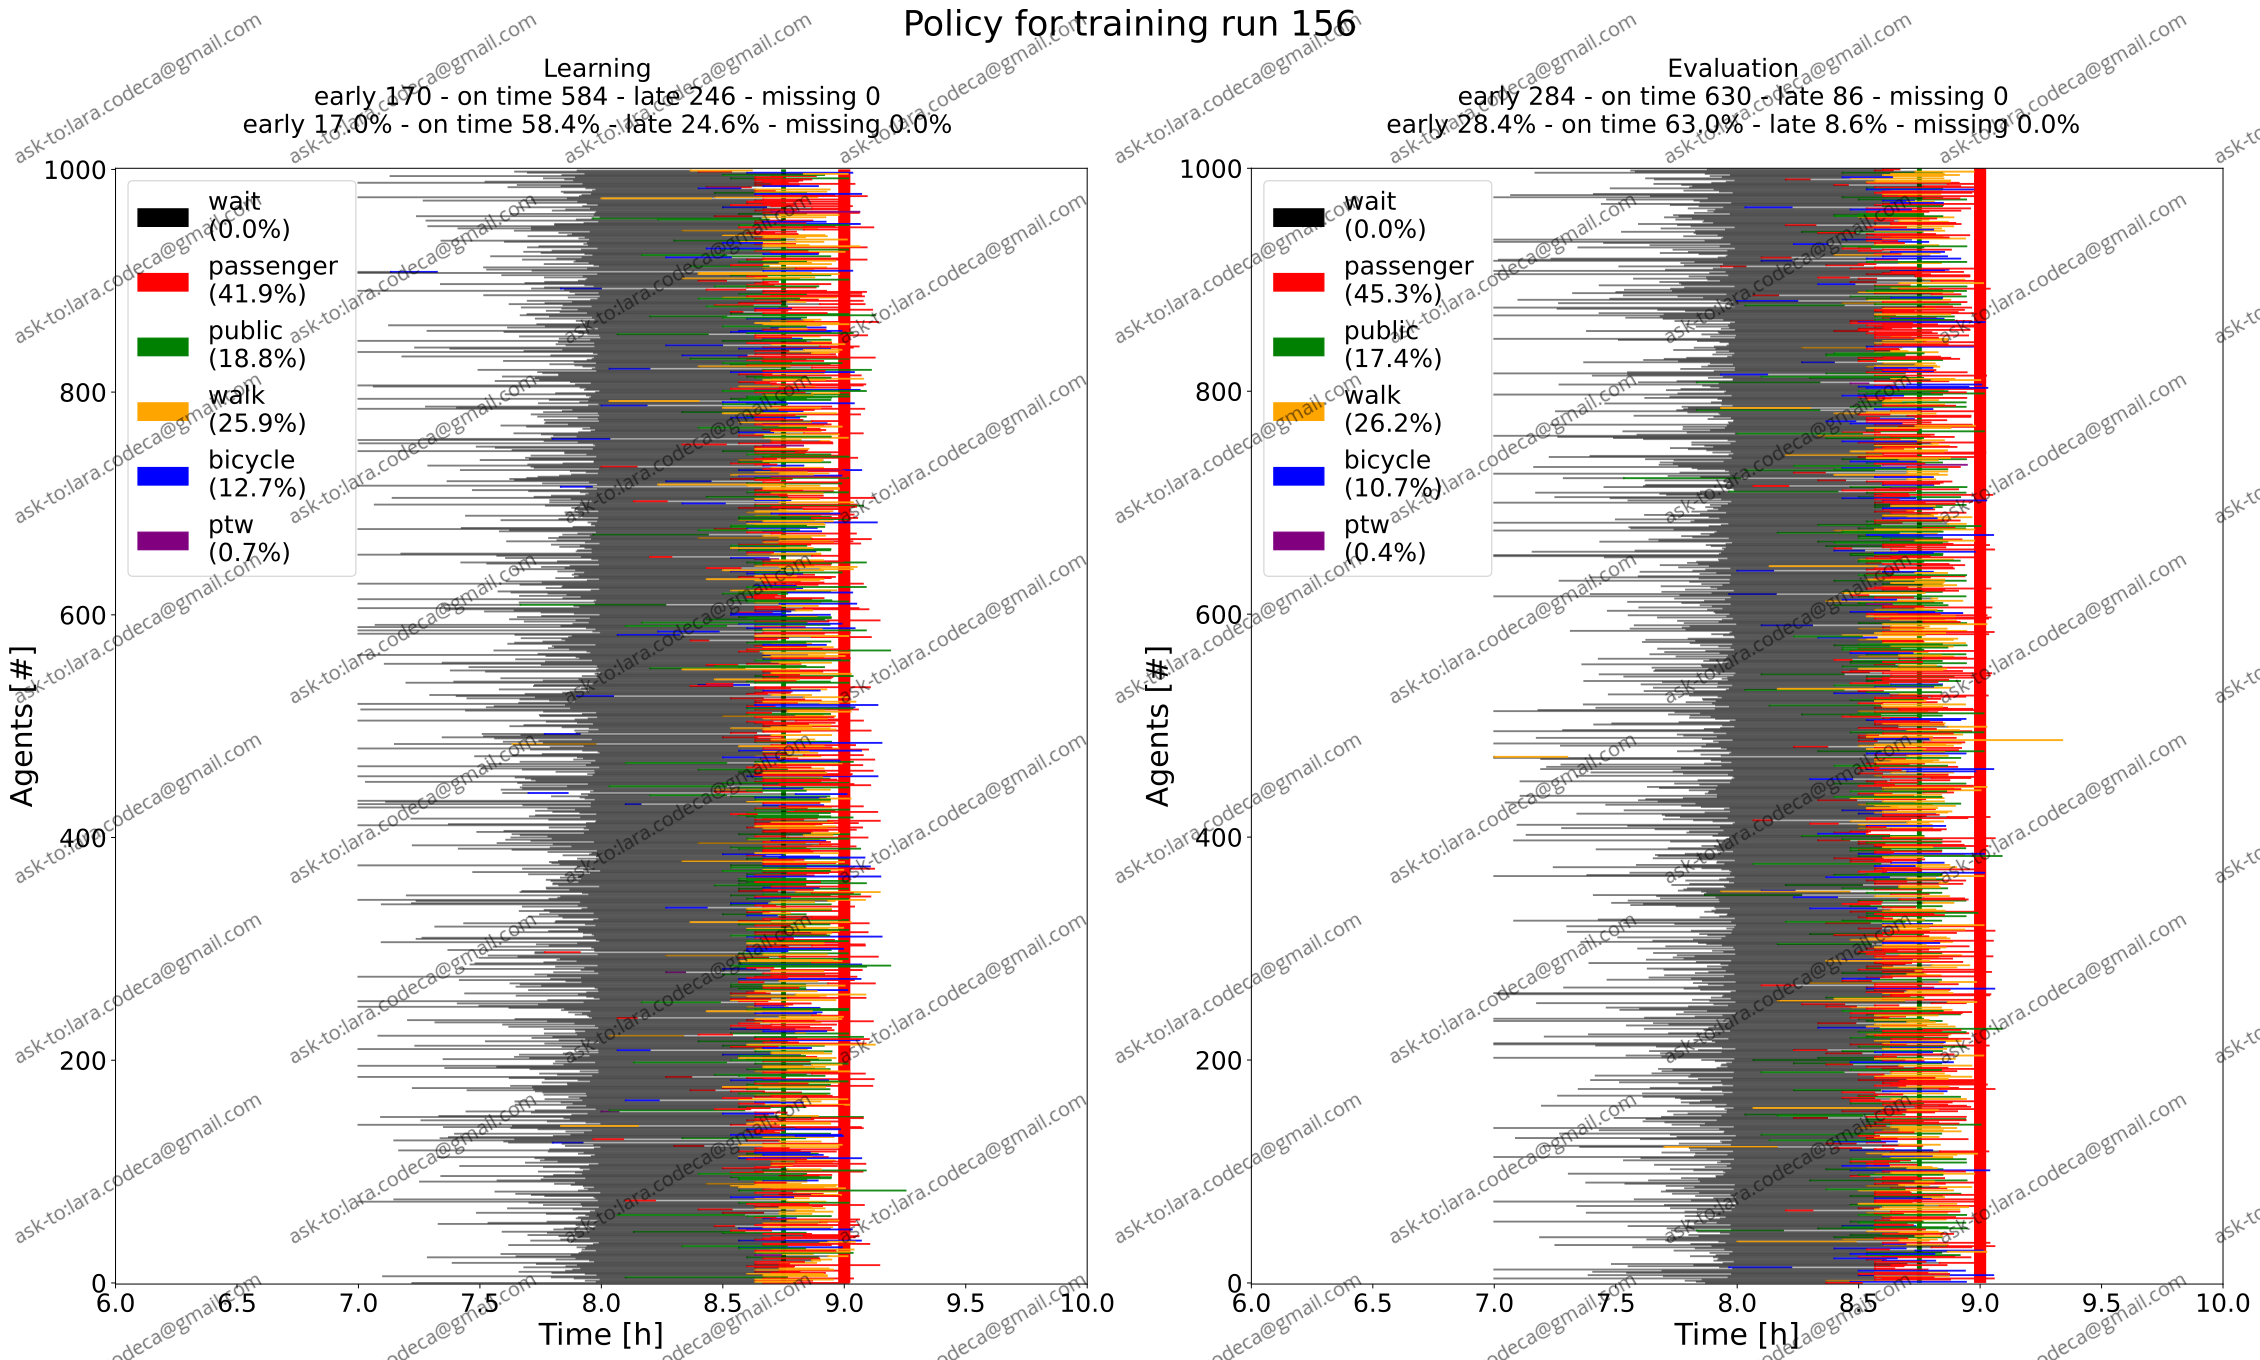 Policy for training run 156
Learning
early 170 - on time 584 - late 246 - missing 0
early 17.0% - on time 58.4% - late 24.6% - missing 0.0%
1000
800
600
400
200
0
Agents [#]
wait
(0.0%)
passenger
(41.9%)
public
(18.8%)
walk
(25.9%)
bicycle
(12.7%)
ptw
(0.7%)
6.0 6.5 7.0 7.5 8.0 8.5 9.0 9.5 10.0
Time [h]
Evaluation
early 284 - on time 630 - late 86 - missing 0
early 28.4% - on time 63.0% - late 8.6% - missing 0.0%
1000
800
600
400
200
0
Agents [#]
wait
(0.0%)
passenger
(45.3%)
public
(17.4%)
walk
(26.2%)
bicycle
(10.7%)
ptw
(0.4%)
6.0 6.5 7.0 7.5 8.0 8.5 9.0 9.5 10.0
Time [h]
ask-to:lara.codeca@gmail.com